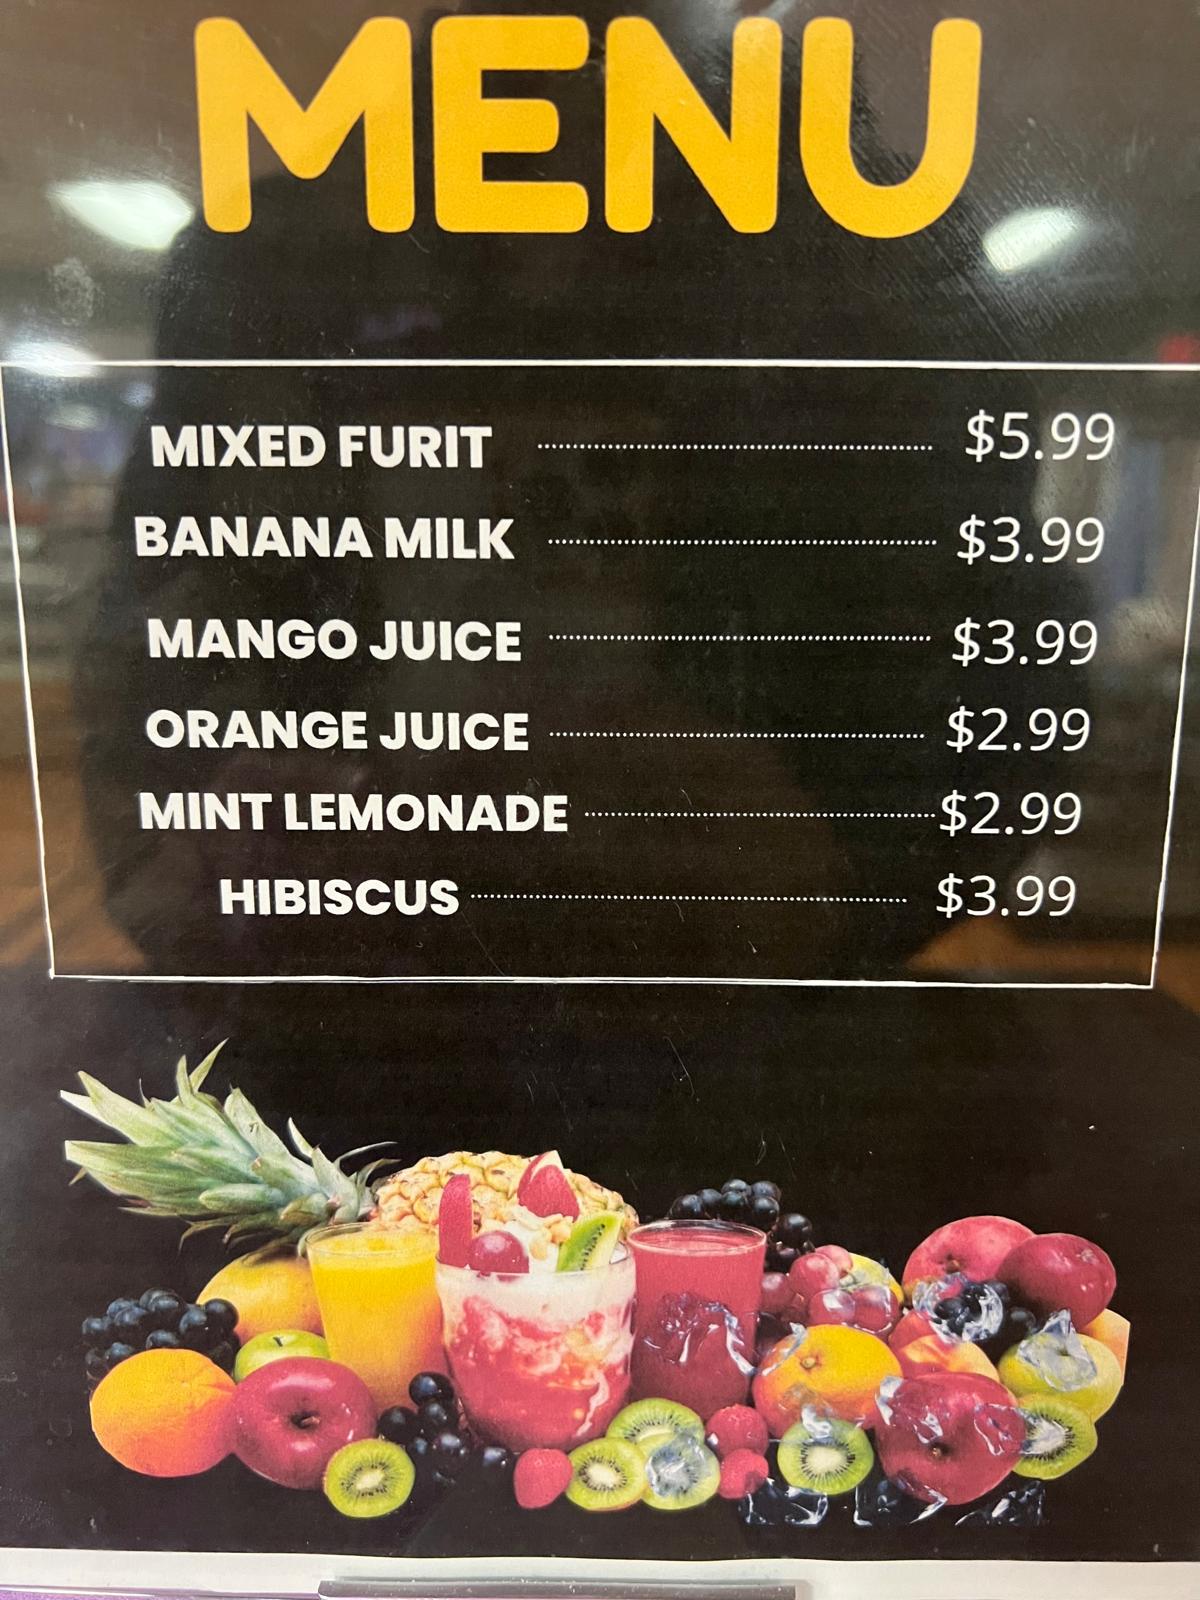 MENU
MIXED FURIT ........ $5.99
BANANA MILK ........ $3.99
MANGO JUICE ........ $3.99
ORANGE JUICE ........ $2.99
MINT LEMONADE ........ $2.99
HIBISCUS ........ $3.99